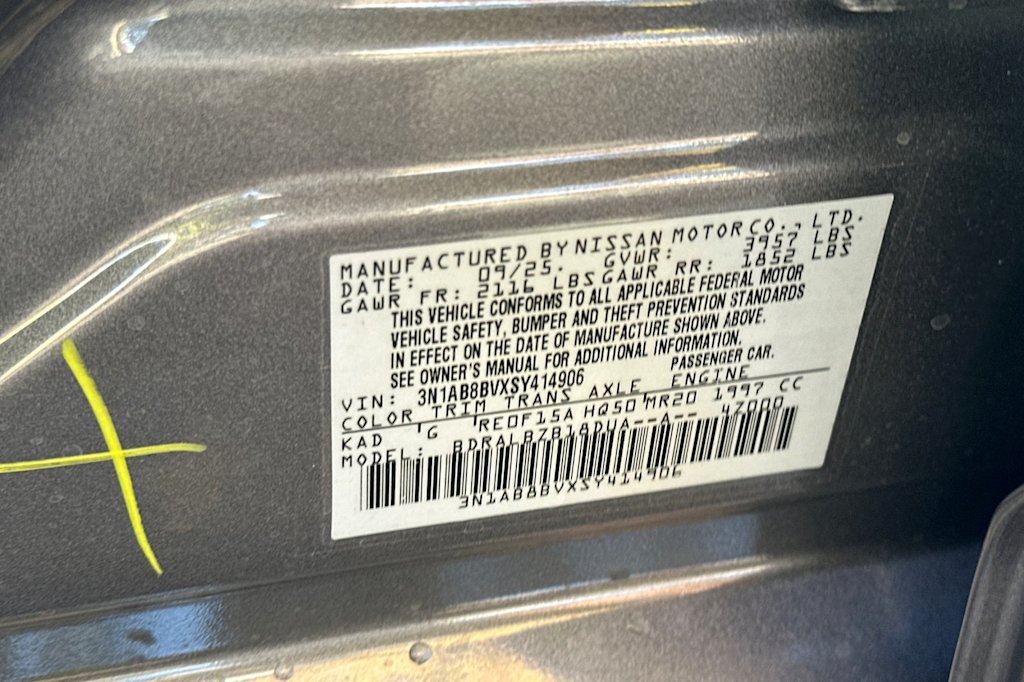 MANUFACTURED BY NISSAN MOTOR CO., LTD.
DATE: 09/25. GVWR: 3957 LBS
GAWR FR: 2116 LBS GAWR RR: 1852 LBS
THIS VEHICLE CONFORMS TO ALL APPLICABLE FEDERAL MOTOR
VEHICLE SAFETY, BUMPER AND THEFT PREVENTION STANDARDS
IN EFFECT ON THE DATE OF MANUFACTURE SHOWN ABOVE.
SEE OWNER'S MANUAL FOR ADDITIONAL INFORMATION.
VIN: 3N1AB8BVXSY414906 PASSENGER CAR.
COLOR TRIM TRANS AXLE ENGINE
KAD G RE0F15A HQ50 MR20 1997 CC
MODEL: BDRALBZB18DUA--A-- 47000
3N1AB8BVXSY414906